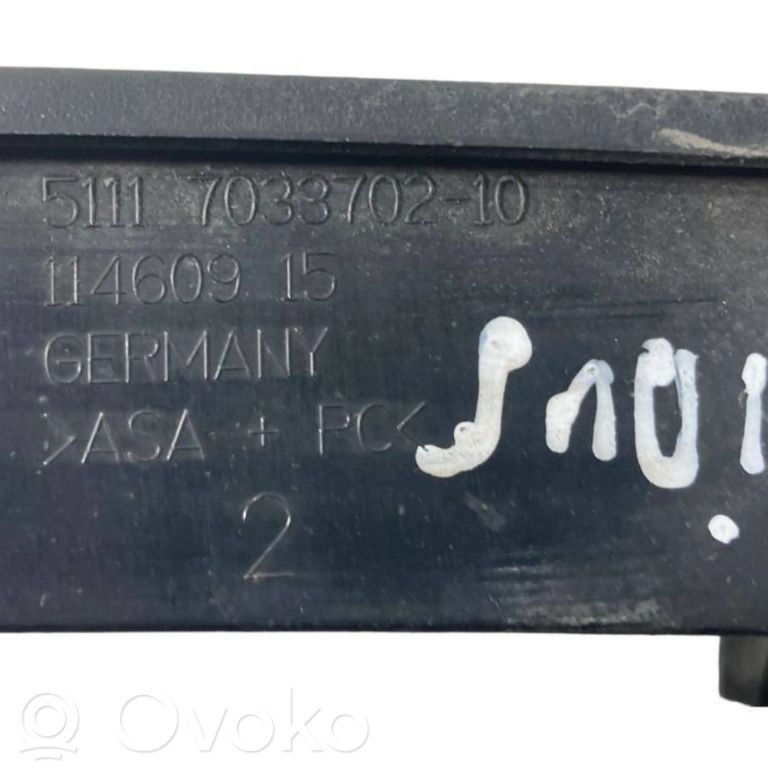 5111 7033702-10
114609 15
GERMANY
>ASA + PC<
2
OVOKO